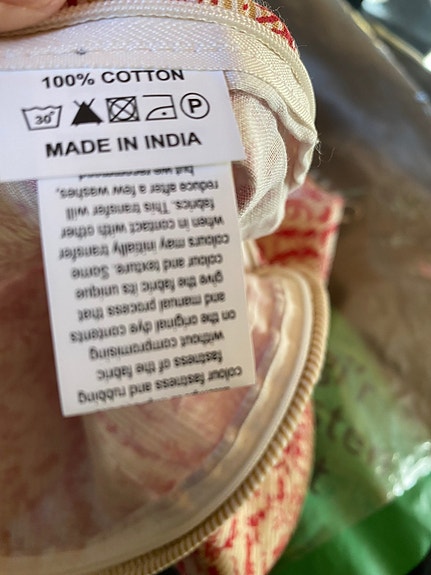 100% COTTON
30° P
MADE IN INDIA
colour fastness and rubbing
fastness of the fabric
without compromising
on the original dye contents
and manual process that
give the fabric its unique
colour and texture. Some
colours may initially transfer
when in contact with other
fabrics. This transfer will
reduce after a few washes,
but we recommend